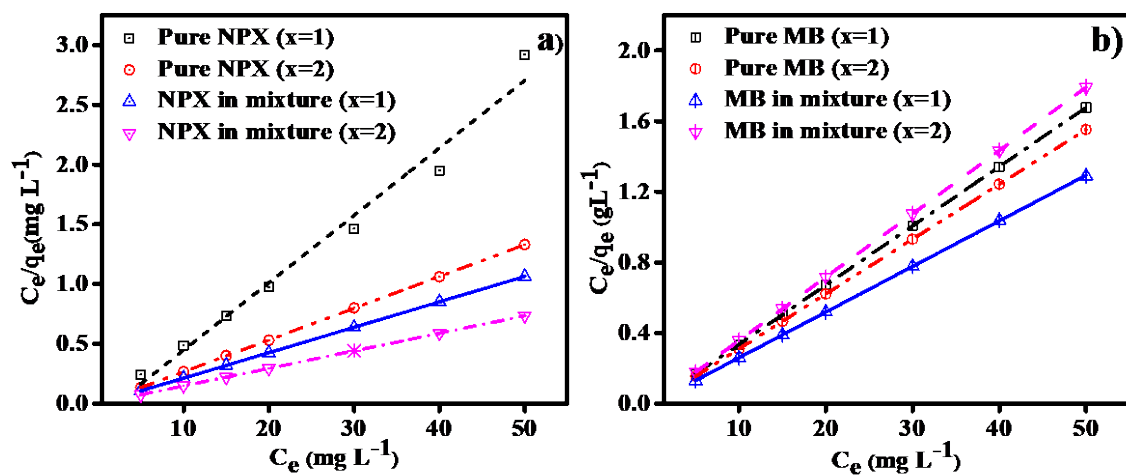 a)
Pure NPX (x=1)
Pure NPX (x=2)
NPX in mixture (x=1)
NPX in mixture (x=2)
3.0
2.5
2.0
1.5
1.0
0.5
0.0
10 20 30 40 50
Cₑ/qₑ(mg L⁻¹)
Cₑ (mg L⁻¹)
b)
Pure MB (x=1)
Pure MB (x=2)
MB in mixture (x=1)
MB in mixture (x=2)
2.0
1.6
1.2
0.8
0.4
0.0
10 20 30 40 50
Cₑ/qₑ (gL⁻¹)
Cₑ (mg L⁻¹)